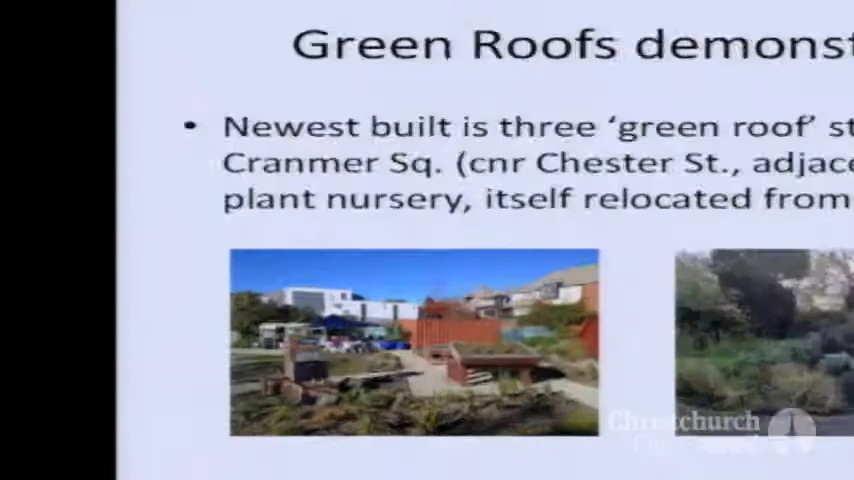 Green Roofs demonst
• Newest built is three ‘green roof’ st
Cranmer Sq. (cnr Chester St., adjace
plant nursery, itself relocated from
Christchurch